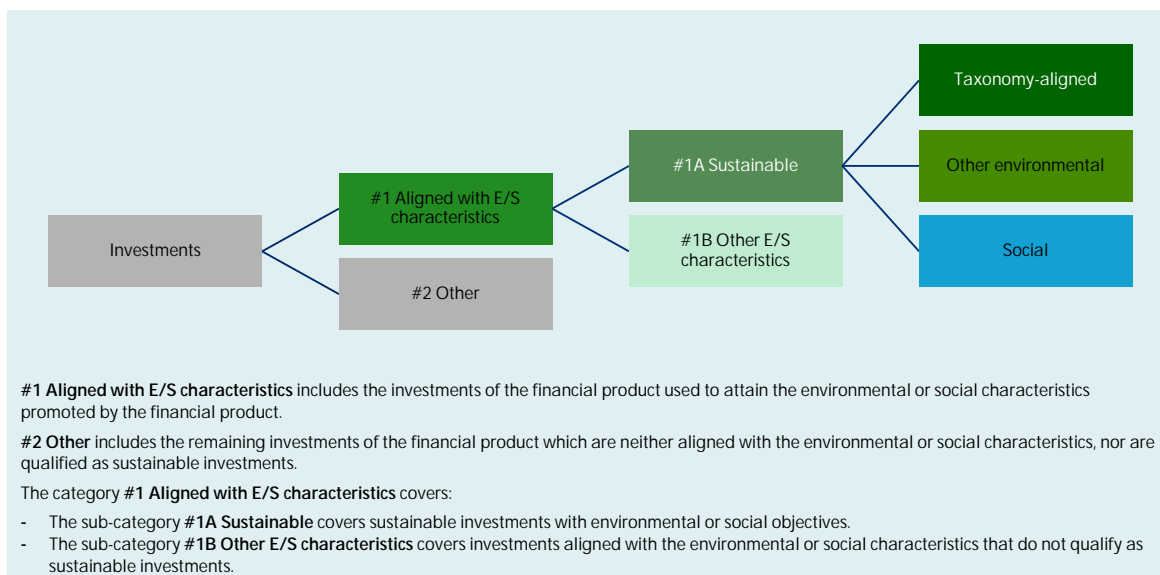 Taxonomy-aligned
#1A Sustainable
Other environmental
#1 Aligned with E/S
characteristics
Investments
#1B Other E/S
characteristics
Social
#2 Other
#1 Aligned with E/S characteristics includes the investments of the financial product used to attain the environmental or social characteristics
promoted by the financial product.
#2 Other includes the remaining investments of the financial product which are neither aligned with the environmental or social characteristics, nor are
qualified as sustainable investments.
The category #1 Aligned with E/S characteristics covers:
- The sub-category #1A Sustainable covers sustainable investments with environmental or social objectives.
- The sub-category #1B Other E/S characteristics covers investments aligned with the environmental or social characteristics that do not qualify as
sustainable investments.